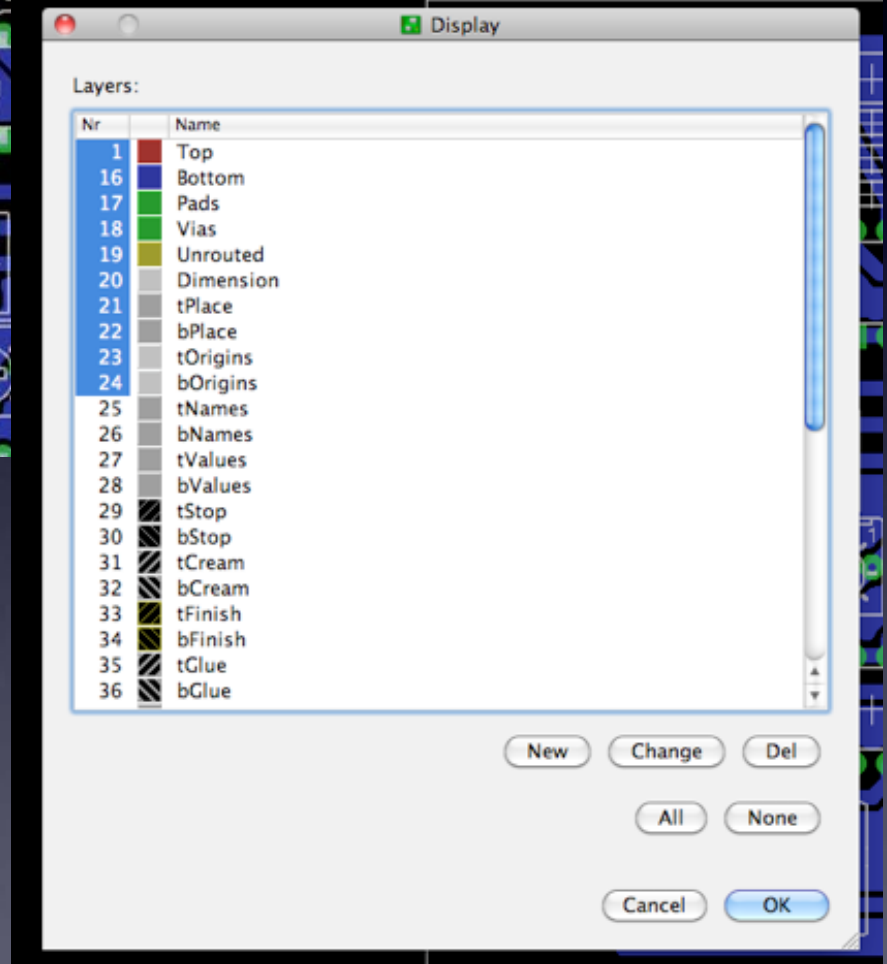 Display
Layers:
Nr Name
1 Top
16 Bottom
17 Pads
18 Vias
19 Unrouted
20 Dimension
21 tPlace
22 bPlace
23 tOrigins
24 bOrigins
25 tNames
26 bNames
27 tValues
28 bValues
29 tStop
30 bStop
31 tCream
32 bCream
33 tFinish
34 bFinish
35 tGlue
36 bGlue
New Change Del
All None
Cancel OK
1